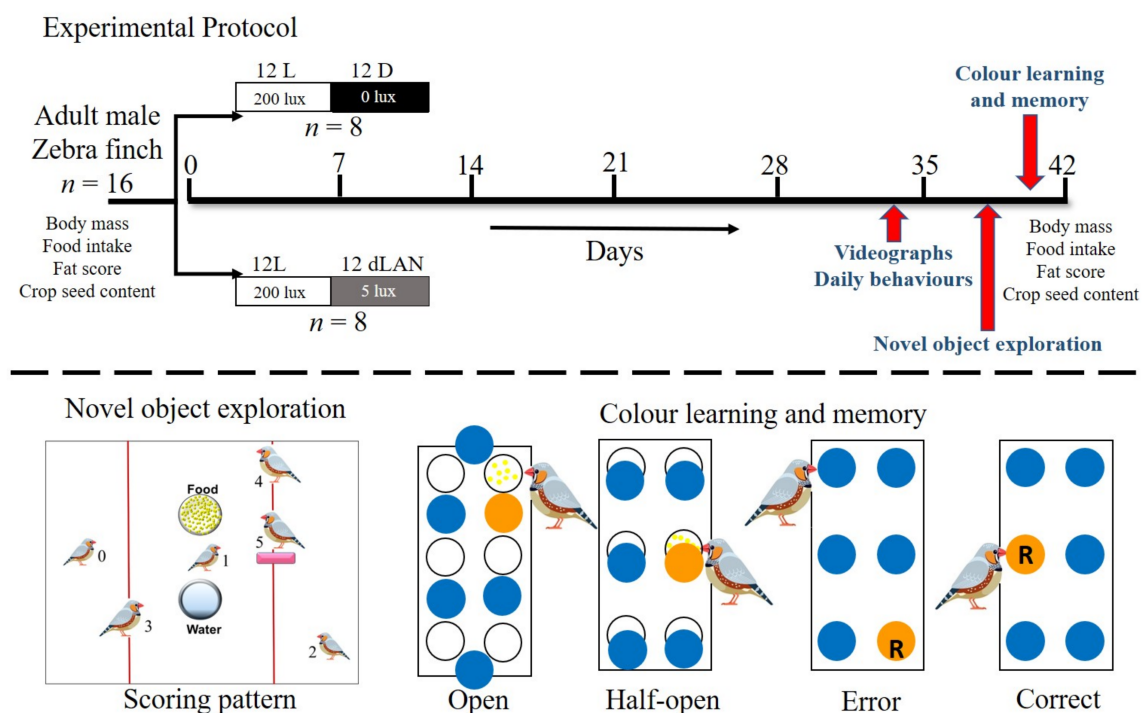 Experimental Protocol
12 L 12 D
200 lux 0 lux
n = 8
Adult male
Zebra finch
n = 16
Body mass
Food intake
Fat score
Crop seed content
0 7 14 21 28 35 42
Days
12L 12 dLAN
200 lux 5 lux
n = 8
Colour learning
and memory
Videographs
Daily behaviours
Body mass
Food intake
Fat score
Crop seed content
Novel object exploration
Novel object exploration
Food
Water
0
1
2
3
4
5
Scoring pattern
Colour learning and memory
R
R
Open Half-open Error Correct